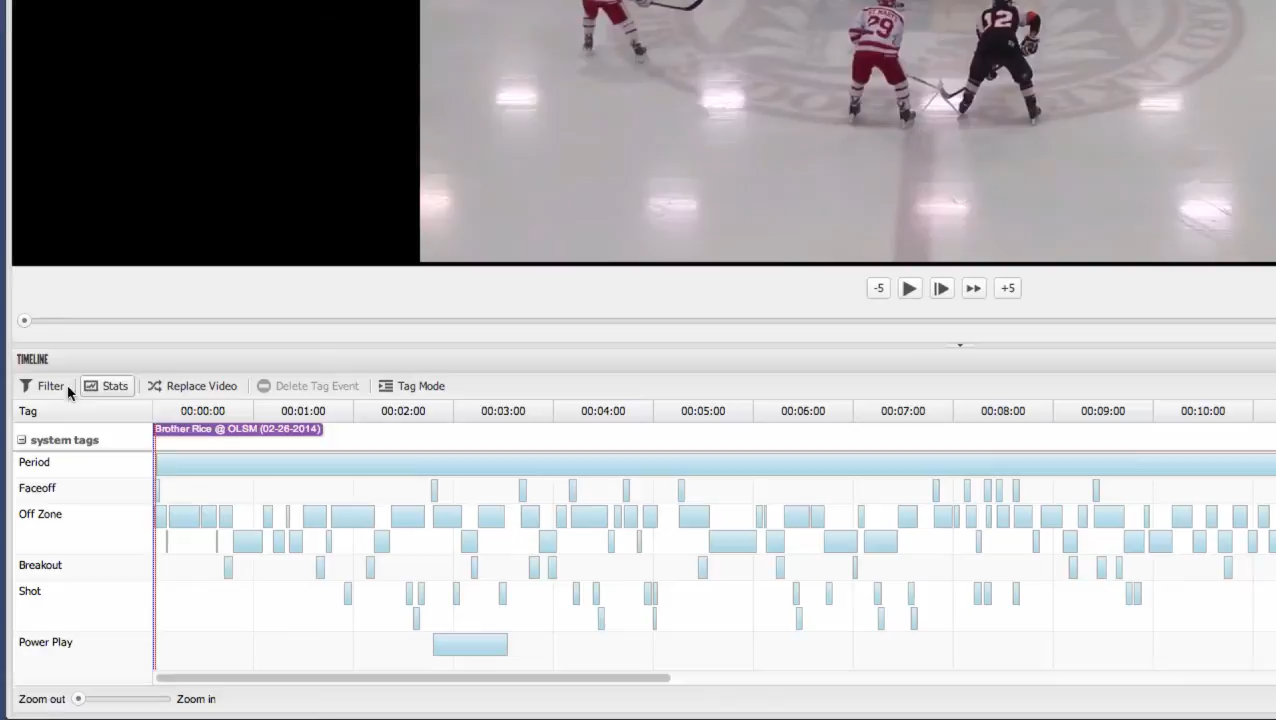 29
12
-5
+5
TIMELINE
Filter Stats Replace Video Delete Tag Event Tag Mode
Tag 00:00:00 00:01:00 00:02:00 00:03:00 00:04:00 00:05:00 00:06:00 00:07:00 00:08:00 00:09:00 00:10:00
Brother Rice @ OLSM (02-26-2014)
system tags
Period
Faceoff
Off Zone
Breakout
Shot
Power Play
Zoom out Zoom in